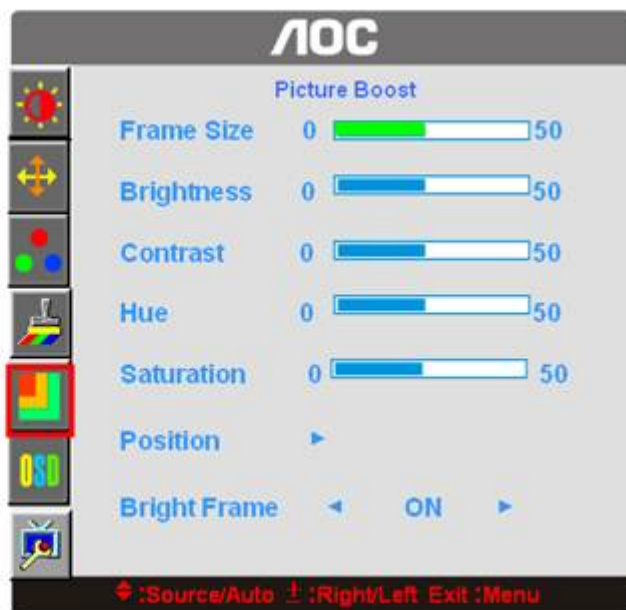 AOC
Picture Boost
Frame Size 0 50
Brightness 0 50
Contrast 0 50
Hue 0 50
Saturation 0 50
Position
OSD
Bright Frame ON
:Source/Auto :Right/Left Exit :Menu